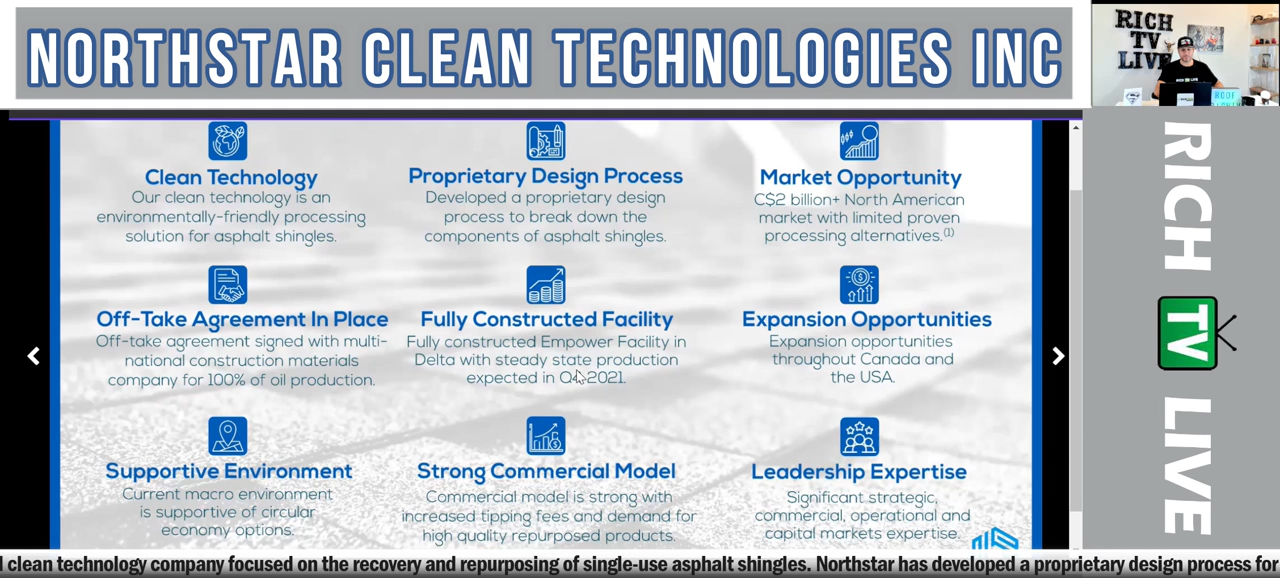 NORTHSTAR CLEAN TECHNOLOGIES INC
RICH
TV
LIVE
Clean Technology
Our clean technology is an
environmentally-friendly processing
solution for asphalt shingles.
Proprietary Design Process
Developed a proprietary design
process to break down the
components of asphalt shingles.
Market Opportunity
C$2 billion+ North American
market with limited proven
processing alternatives.(1)
Off-Take Agreement In Place
Off-take agreement signed with multi-
national construction materials
company for 100% of oil production.
Fully Constructed Facility
Fully constructed Empower Facility in
Delta with steady state production
expected in Q4 2021.
Expansion Opportunities
Expansion opportunities
throughout Canada and
the USA.
Supportive Environment
Current macro environment
is supportive of circular
economy options.
Strong Commercial Model
Commercial model is strong with
increased tipping fees and demand for
high quality repurposed products.
Leadership Expertise
Significant strategic,
commercial, operational and
capital markets expertise.
RICH TV LIVE
clean technology company focused on the recovery and repurposing of single-use asphalt shingles. Northstar has developed a proprietary design process for